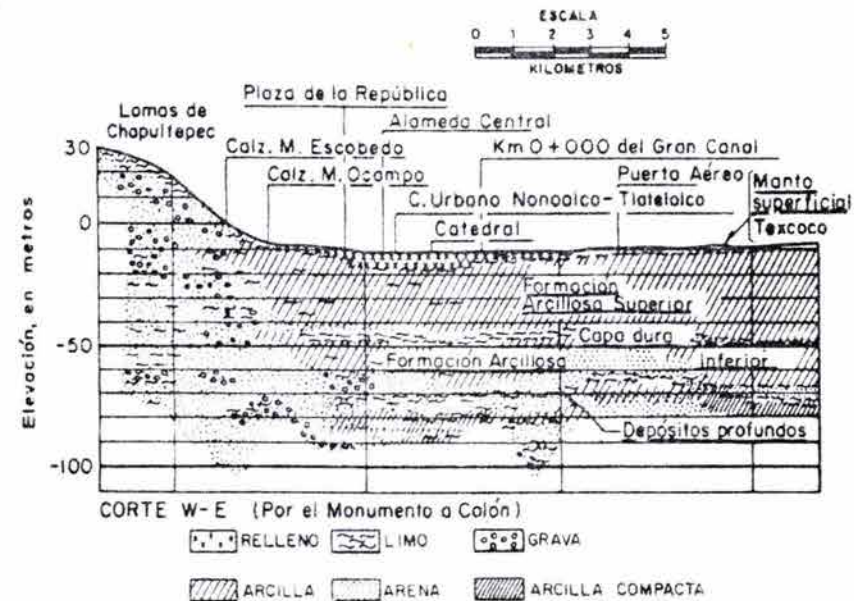 ESCALA
0 1 2 3 4 5
KILOMETROS
Plaza de la República
Lomas de
Chapultepec
Alameda Central
Calz. M. Escobedo
Km 0+000 del Gran Canal
Puerto Aéreo
Manto
superficial
Texcoco
Calz. M. Ocampo
C. Urbano Nonoalco-Tlatelolco
Catedral
Elevación, en metros
30
0
-50
-100
Formación
Arcillosa Superior
Capa dura
Formación Arcillosa Inferior
Depósitos profundos
CORTE W-E (Por el Monumento a Colón)
RELLENO LIMO GRAVA
ARCILLA ARENA ARCILLA COMPACTA